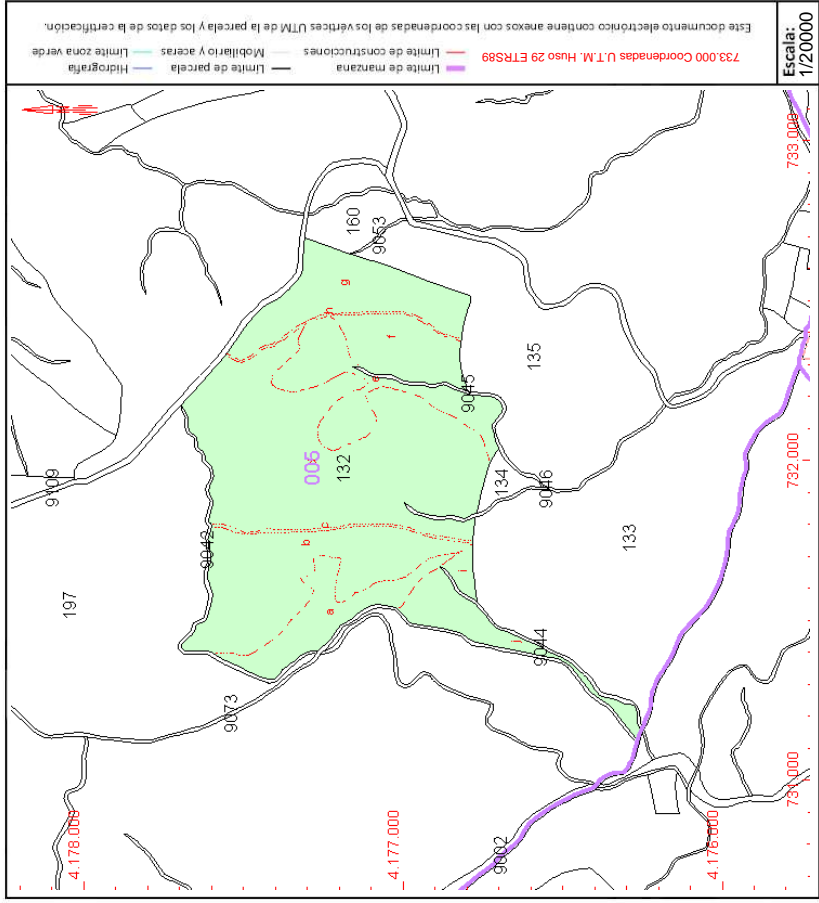 Este documento electrónico contiene anexos con las coordenadas de los vértices UTM de la parcela y los datos de la certificación.
733.000 Coordenadas U.T.M. Huso 29 ETRS89
Límite de manzana
Límite de construcciones
Límite de parcela
Mobiliario y aceras
Límite zona verde
Hidrografía
Escala:
1/20000
733.000
160
9053
g
h
f
135
e
9045
9109
005
132
134
9046
732.000
c
b
9042
133
197
a
i
j
9044
9073
731.000
4.178.000
4.177.000
4.176.000
9002